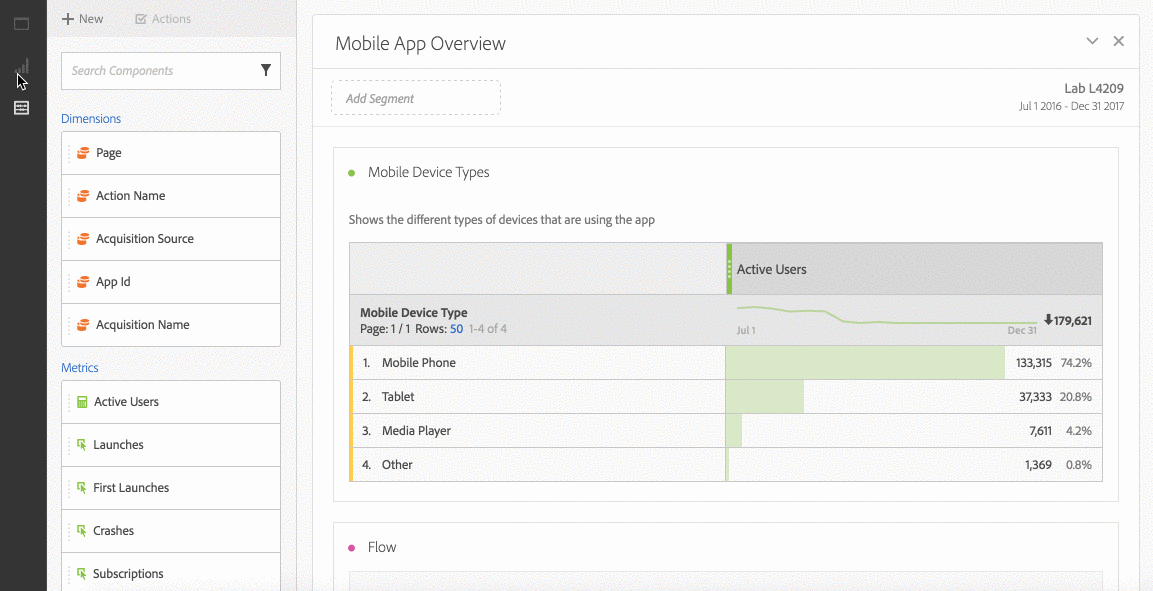 New
Actions
Search Components
Dimensions
Page
Action Name
Acquisition Source
App Id
Acquisition Name
Metrics
Active Users
Launches
First Launches
Crashes
Subscriptions
Mobile App Overview
Add Segment
Lab L4209
Jul 1 2016 - Dec 31 2017
Mobile Device Types
Shows the different types of devices that are using the app
Active Users
Mobile Device Type
Page: 1 / 1 Rows: 50 1-4 of 4
Jul 1
Dec 31
179,621
1. Mobile Phone 133,315 74.2%
2. Tablet 37,333 20.8%
3. Media Player 7,611 4.2%
4. Other 1,369 0.8%
Flow